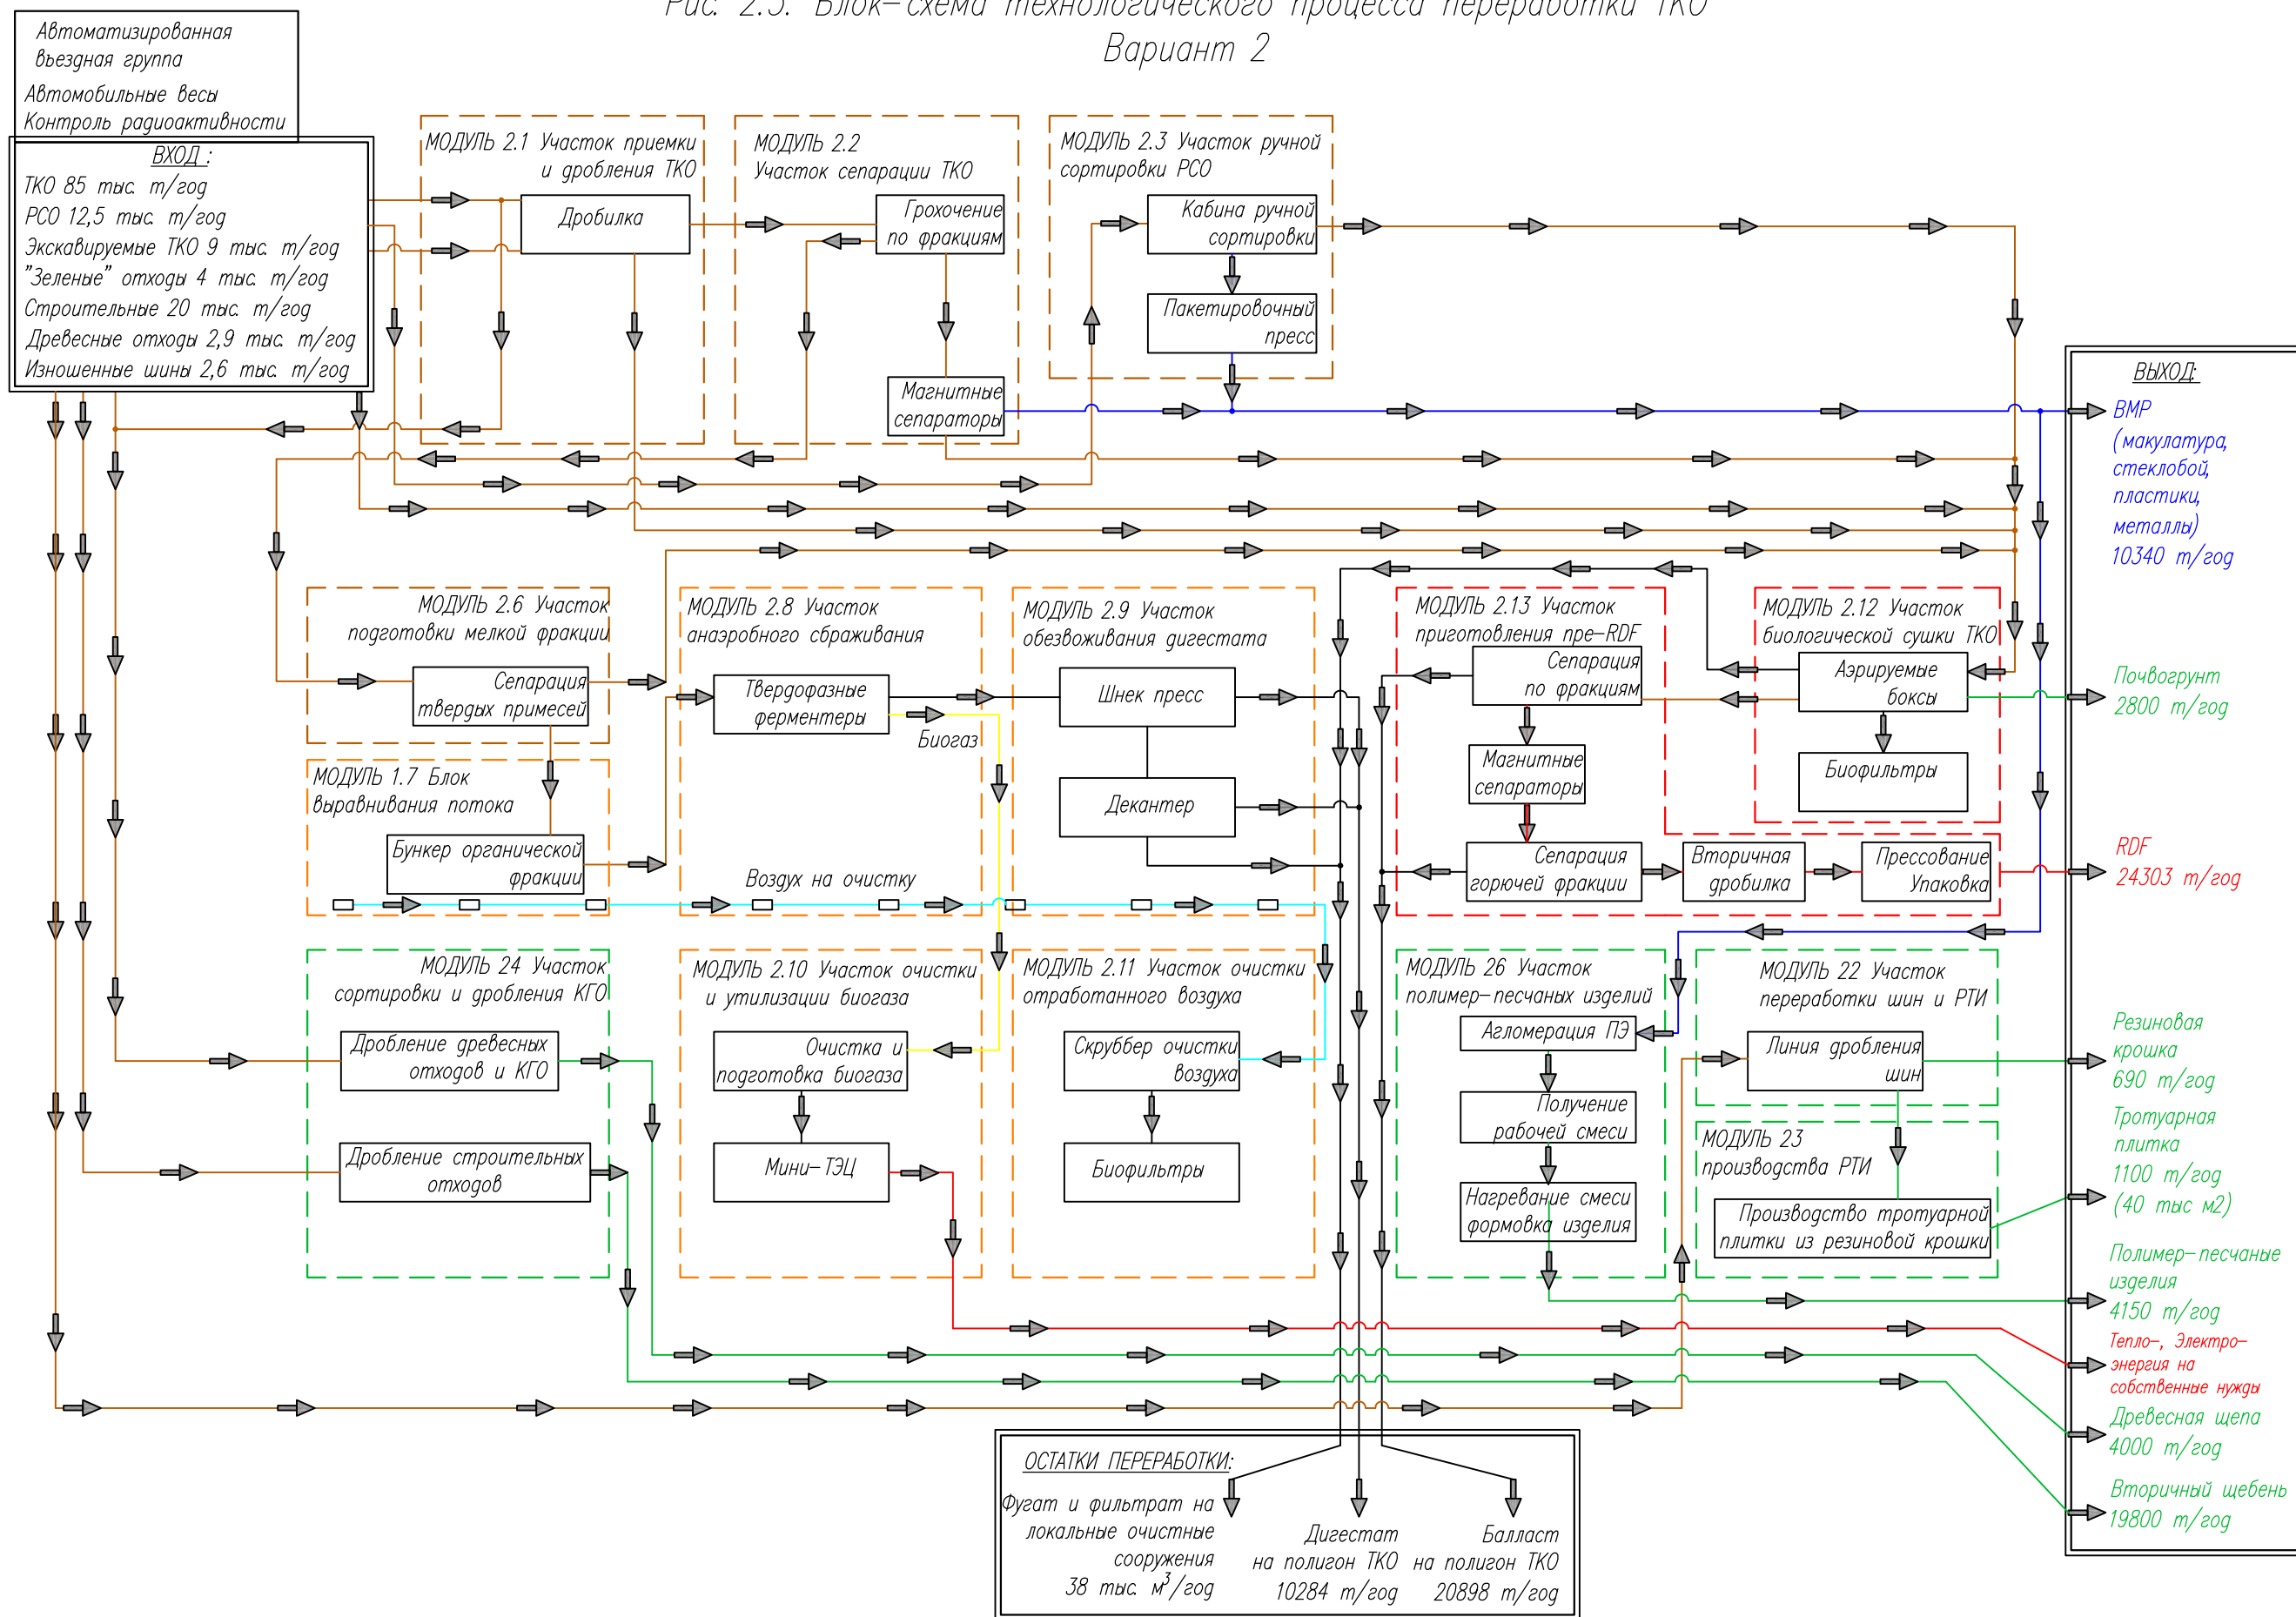 Рис. 2.5. Блок-схема технологического процесса переработки ТКО
Вариант 2
Автоматизированная
въездная группа
Автомобильные весы
Контроль радиоактивности
ВХОД :
ТКО 85 тыс. т/год
РСО 12,5 тыс. т/год
Экскавируемые ТКО 9 тыс. т/год
"Зеленые" отходы 4 тыс. т/год
Строительные 20 тыс. т/год
Древесные отходы 2,9 тыс. т/год
Изношенные шины 2,6 тыс. т/год
МОДУЛЬ 2.1 Участок приемки
и дробления ТКО
Дробилка
МОДУЛЬ 2.2
Участок сепарации ТКО
Грохочение
по фракциям
Магнитные
сепараторы
МОДУЛЬ 2.3 Участок ручной
сортировки РСО
Кабина ручной
сортировки
Пакетировочный
пресс
МОДУЛЬ 2.6 Участок
подготовки мелкой фракции
Сепарация
твердых примесей
МОДУЛЬ 1.7 Блок
выравнивания потока
Бункер органической
фракции
МОДУЛЬ 2.8 Участок
анаэробного сбраживания
Твердофазные
ферментеры
Биогаз
Воздух на очистку
МОДУЛЬ 2.9 Участок
обезвоживания дигестата
Шнек пресс
Декантер
МОДУЛЬ 2.13 Участок
приготовления пре-RDF
Сепарация
по фракциям
Магнитные
сепараторы
Сепарация
горючей фракции
Вторичная
дробилка
Прессование
Упаковка
МОДУЛЬ 2.12 Участок
биологической сушки ТКО
Аэрируемые
боксы
Биофильтры
МОДУЛЬ 24 Участок
сортировки и дробления КГО
Дробление древесных
отходов и КГО
Дробление строительных
отходов
МОДУЛЬ 2.10 Участок очистки
и утилизации биогаза
Очистка и
подготовка биогаза
Мини-ТЭЦ
МОДУЛЬ 2.11 Участок очистки
отработанного воздуха
Скруббер очистки
воздуха
Биофильтры
МОДУЛЬ 26 Участок
полимер-песчаных изделий
Агломерация ПЭ
Получение
рабочей смеси
Нагревание смеси
формовка изделия
МОДУЛЬ 22 Участок
переработки шин и РТИ
Линия дробления
шин
МОДУЛЬ 23
производства РТИ
Производство тротуарной
плитки из резиновой крошки
ВЫХОД:
ВМР
(макулатура,
стеклобой,
пластики,
металлы)
10340 т/год
Почвогрунт
2800 т/год
RDF
24303 т/год
Резиновая
крошка
690 т/год
Тротуарная
плитка
1100 т/год
(40 тыс м2)
Полимер-песчаные
изделия
4150 т/год
Тепло-, Электро-
энергия на
собственные нужды
Древесная щепа
4000 т/год
Вторичный щебень
19800 т/год
ОСТАТКИ ПЕРЕРАБОТКИ:
Фугат и фильтрат на
локальные очистные
сооружения
38 тыс. м³/год
Дигестат
на полигон ТКО
10284 т/год
Балласт
на полигон ТКО
20898 т/год